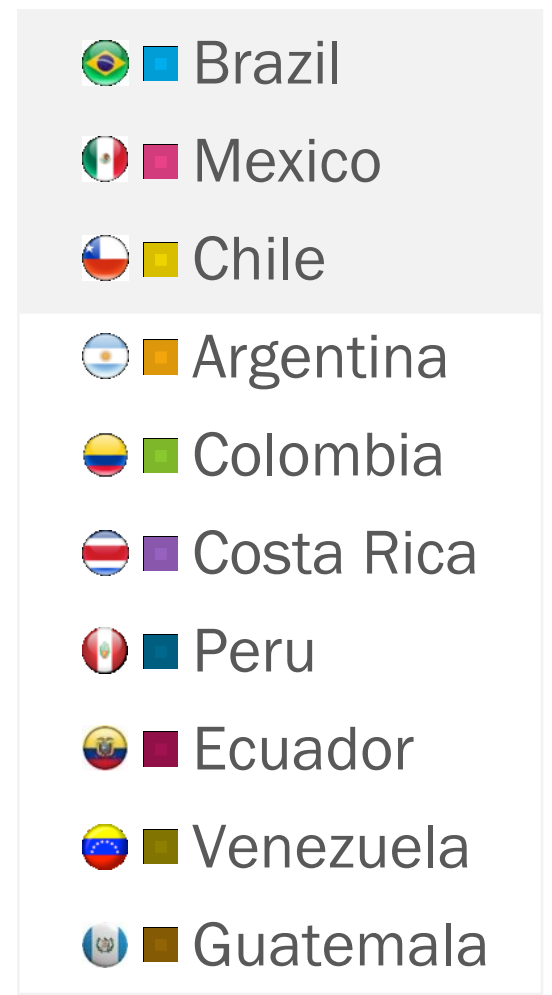 Brazil
Mexico
Chile
Argentina
Colombia
Costa Rica
Peru
Ecuador
Venezuela
Guatemala